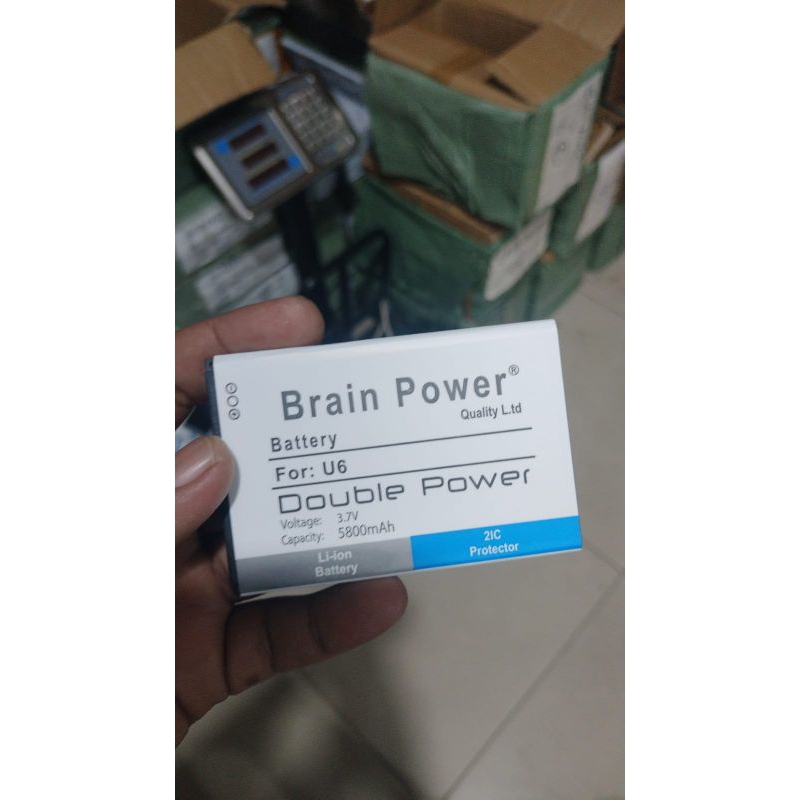 Brain Power®
Quality L.td
Battery
For: U6
Double Power
Voltage: 3.7V
Capacity: 5800mAh
Li-ion
Battery
2IC
Protector